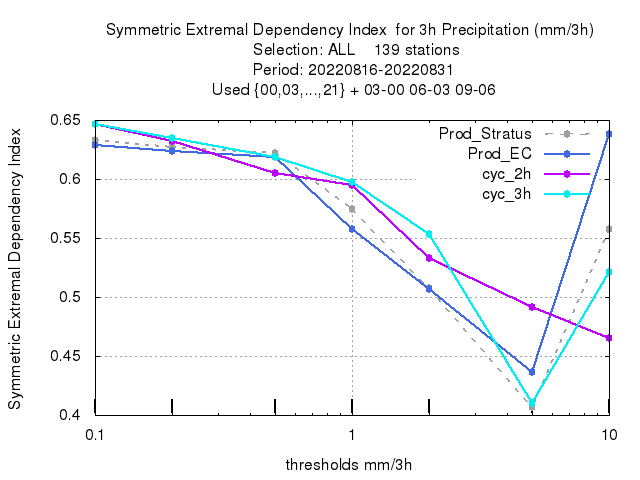 Symmetric Extremal Dependency Index  for 3h Precipitation (mm/3h)
Selection: ALL    139 stations
Period: 20220816-20220831
Used {00,03,...,21} + 03-00 06-03 09-06
Symmetric Extremal Dependency Index
0.65
0.6
0.55
0.5
0.45
0.4
Prod_Stratus
Prod_EC
cyc_2h
cyc_3h
0.1
1
10
thresholds mm/3h